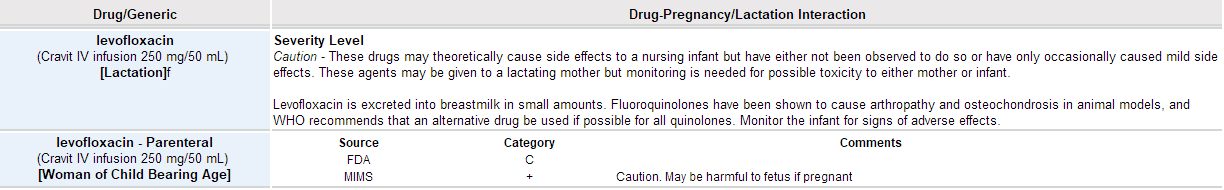 Drug/Generic
Drug-Pregnancy/Lactation Interaction
levofloxacin
(Cravit IV infusion 250 mg/50 mL)
[Lactation]f
Severity Level
Caution - These drugs may theoretically cause side effects to a nursing infant but have either not been observed to do so or have only occasionally caused mild side
effects. These agents may be given to a lactating mother but monitoring is needed for possible toxicity to either mother or infant.
Levofloxacin is excreted into breastmilk in small amounts. Fluoroquinolones have been shown to cause arthropathy and osteochondrosis in animal models, and
WHO recommends that an alternative drug be used if possible for all quinolones. Monitor the infant for signs of adverse effects.
levofloxacin - Parenteral
(Cravit IV infusion 250 mg/50 mL)
[Woman of Child Bearing Age]
Source Category Comments
FDA C
MIMS + Caution. May be harmful to fetus if pregnant